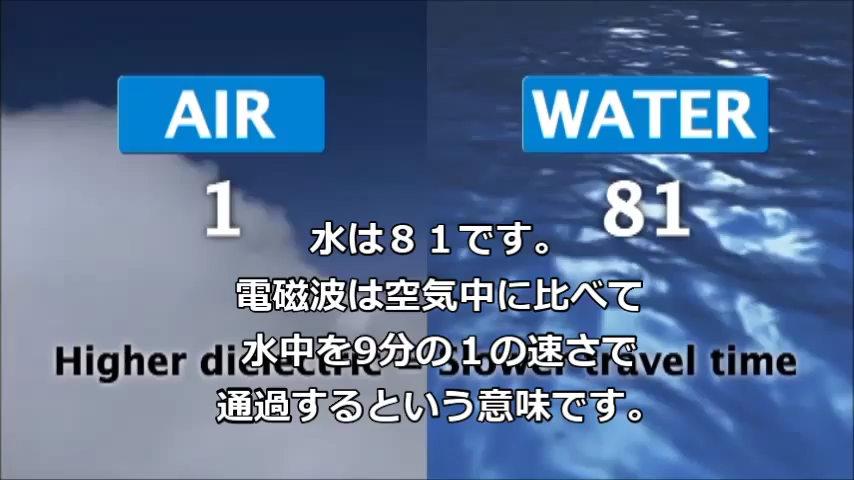 AIR
WATER
1
81
水は８１です。
電磁波は空気中に比べて
水中を9分の１の速さで
通過するという意味です。
Higher dielectric = Slower travel time